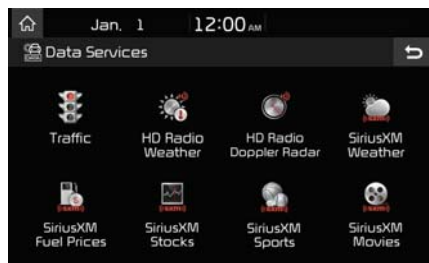 Jan. 1 12:00 AM
Data Services
Traffic
HD Radio
Weather
HD Radio
Doppler Radar
SiriusXM
Weather
SiriusXM
Fuel Prices
SiriusXM
Stocks
SiriusXM
Sports
SiriusXM
Movies